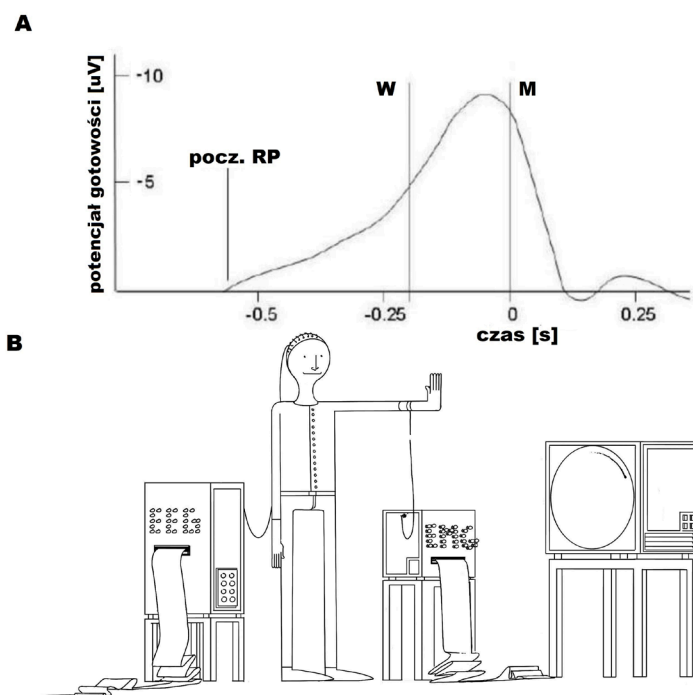 A
potencjał gotowości [uV]
-10
-5
W
M
pocz. RP
-0.5
-0.25
0
0.25
czas [s]
B